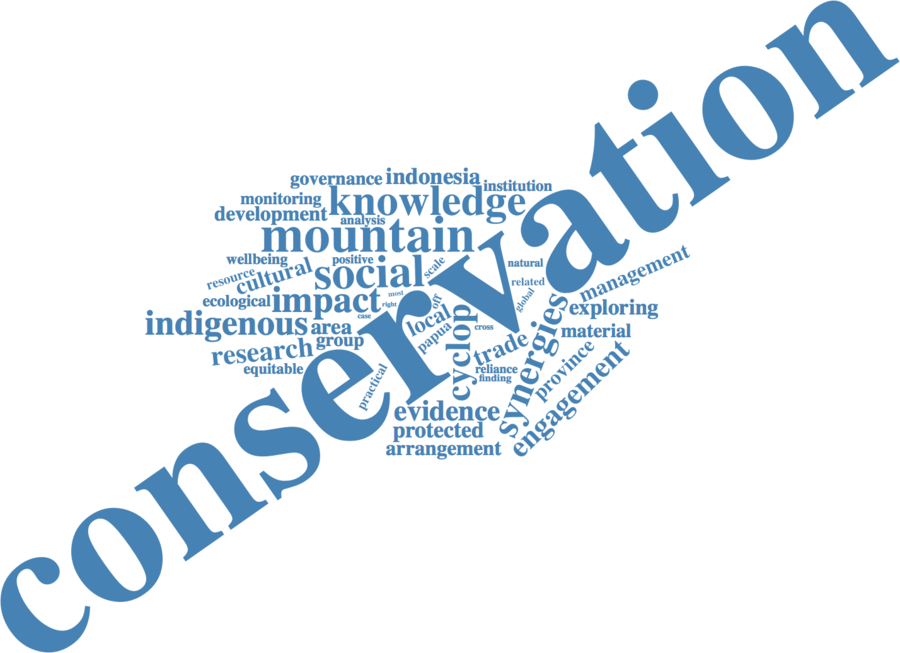 conservation
governance
indonesia
institution
monitoring
knowledge
development
analysis
mountain
wellbeing
positive
scale
natural
resource
cultural
social
related
management
ecological
impact
most
right
off
global
exploring
indigenous
area
case
local
cross
material
research
group
papua
cyclop
trade
synergies
province
equitable
practical
reliance
finding
engagement
evidence
protected
arrangement